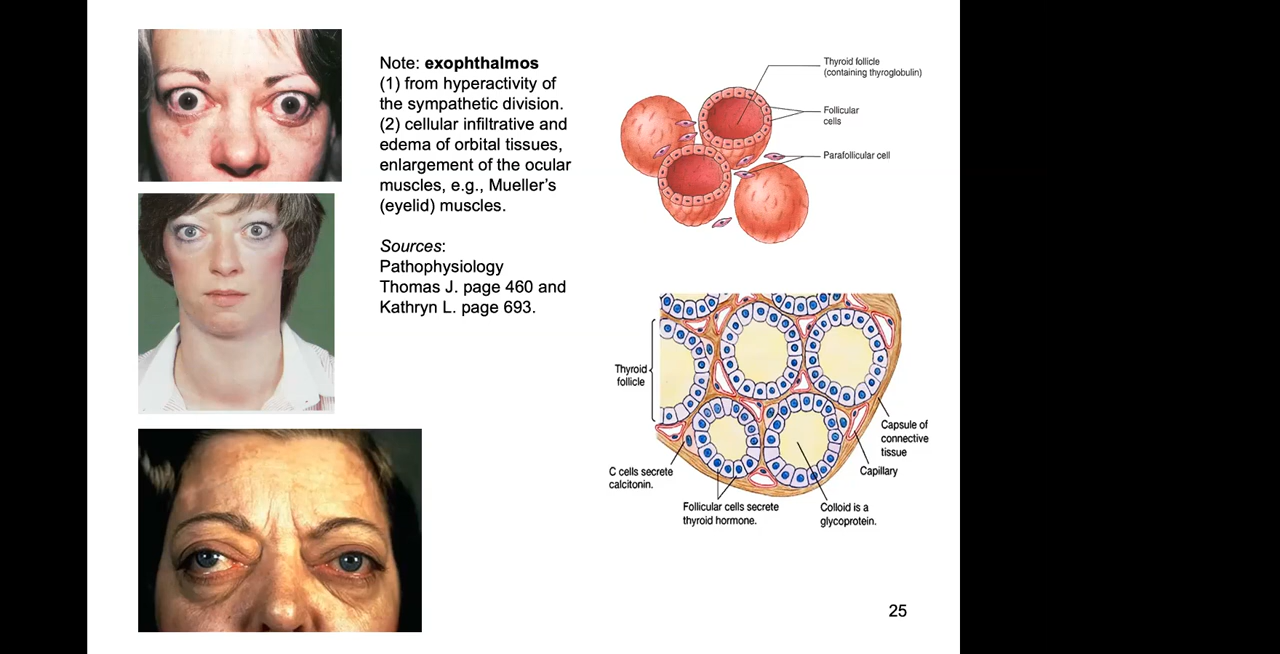 Note: exophthalmos
(1) from hyperactivity of
the sympathetic division.
(2) cellular infiltrative and
edema of orbital tissues,
enlargement of the ocular
muscles, e.g., Mueller’s
(eyelid) muscles.
Sources:
Pathophysiology
Thomas J. page 460 and
Kathryn L. page 693.
Thyroid follicle
(containing thyroglobulin)
Follicular
cells
Parafollicular cell
Thyroid
follicle
Capsule of
connective
tissue
Capillary
C cells secrete
calcitonin.
Follicular cells secrete
thyroid hormone.
Colloid is a
glycoprotein.
25